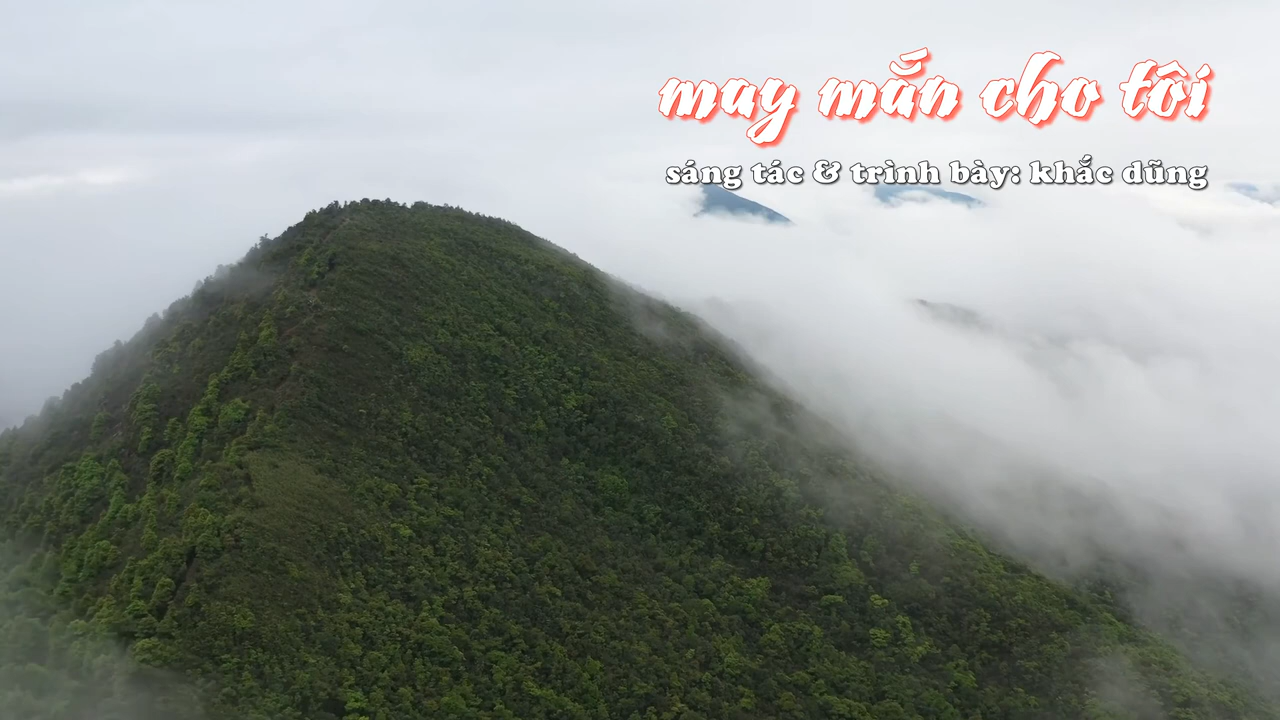 may mắn cho tôi
sáng tác & trình bày: khắc dũng